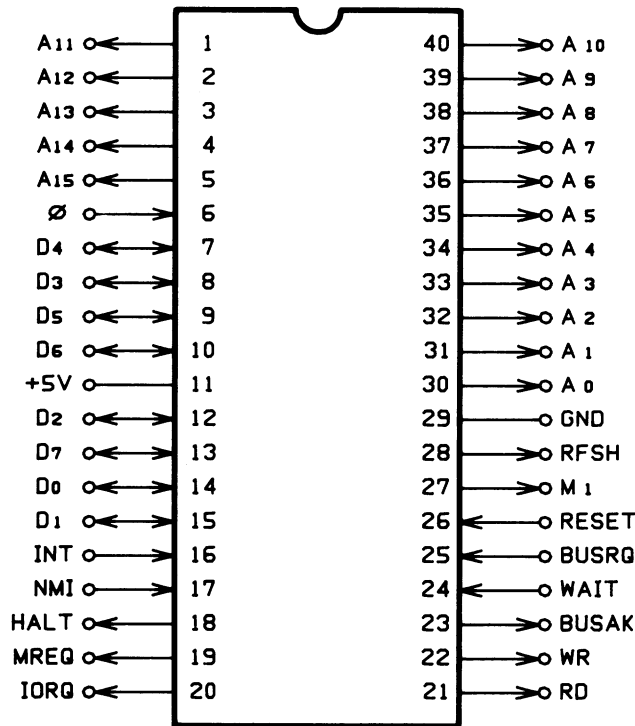 A11 1 40 A10
A12 2 39 A9
A13 3 38 A8
A14 4 37 A7
A15 5 36 A6
Ø 6 35 A5
D4 7 34 A4
D3 8 33 A3
D5 9 32 A2
D6 10 31 A1
+5V 11 30 A0
D2 12 29 GND
D7 13 28 RFSH
D0 14 27 M1
D1 15 26 RESET
INT 16 25 BUSRQ
NMI 17 24 WAIT
HALT 18 23 BUSAK
MREQ 19 22 WR
IORQ 20 21 RD